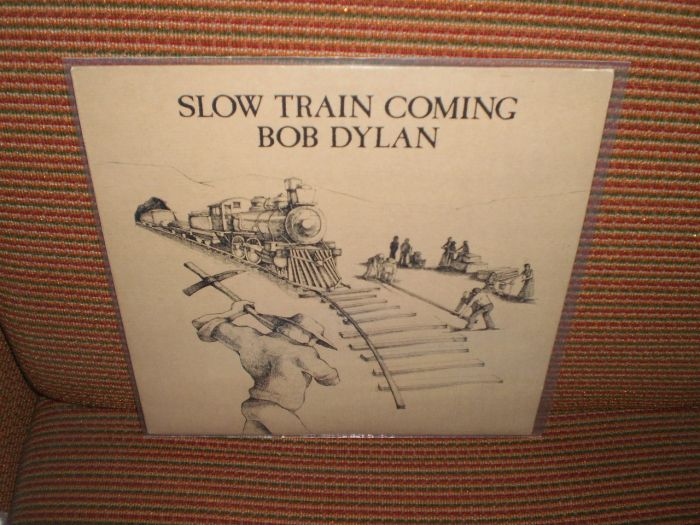 SLOW TRAIN COMING
BOB DYLAN